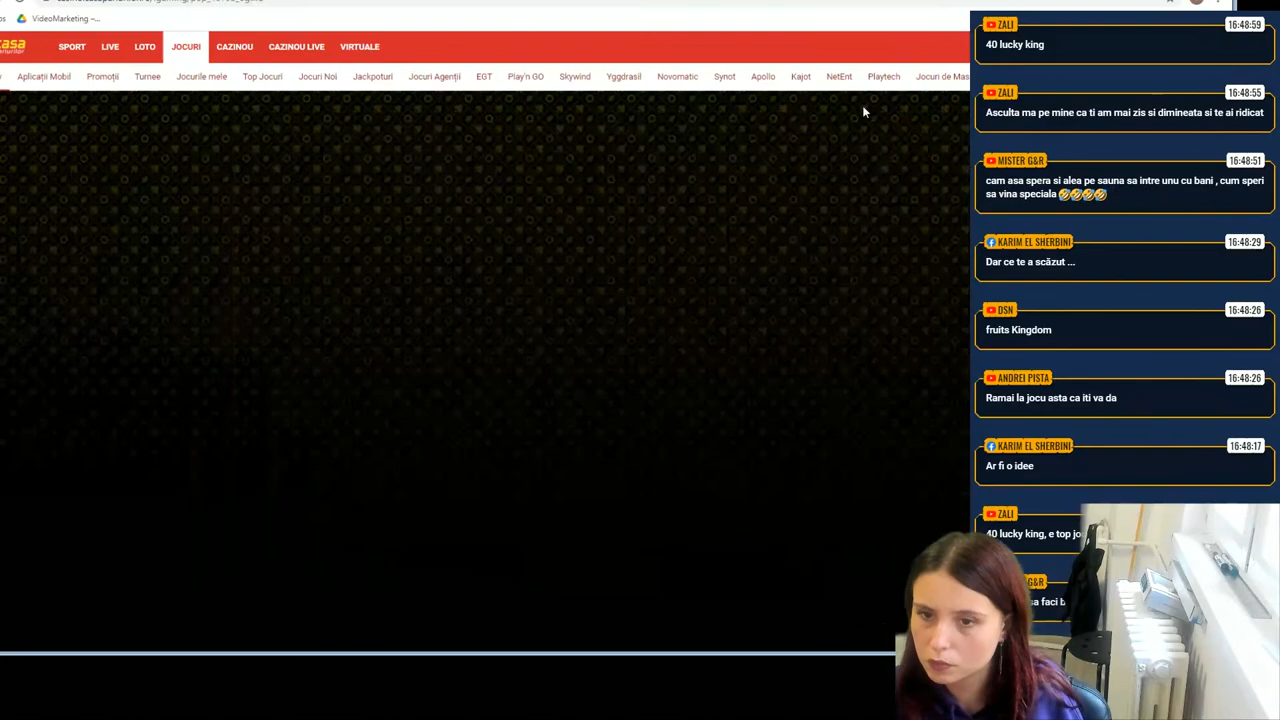 VideoMarketing –...
casa
SPORT LIVE LOTO JOCURI CAZINOU CAZINOU LIVE VIRTUALE
Aplicații Mobil Promoții Turnee Jocurile mele Top Jocuri Jocuri Noi Jackpoturi Jocuri Agenții EGT Play'n GO Skywind Yggdrasil Novomatic Synot Apollo Kajot NetEnt Playtech Jocuri de Mas
ZALI 16:48:59
40 lucky king
ZALI 16:48:55
Asculta ma pe mine ca ti am mai zis si dimineata si te ai ridicat
MISTER G&R 16:48:51
cam asa spera si alea pe sauna sa intre unu cu bani , cum speri
sa vina speciala 🤣🤣🤣🤣
KARIM EL SHERBINI 16:48:29
Dar ce te a scăzut ...
DSN 16:48:26
fruits Kingdom
ANDREI PISTA 16:48:26
Ramai la jocu asta ca iti va da
KARIM EL SHERBINI 16:48:17
Ar fi o idee
ZALI
40 lucky king, e top jo
G&R
sa faci b